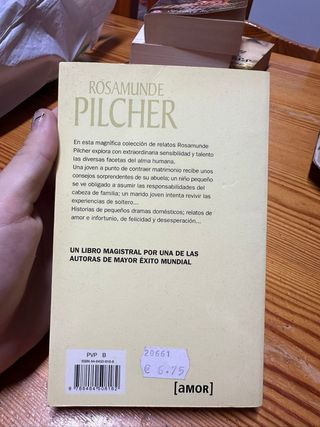 ROSAMUNDE
PILCHER
En esta magnífica colección de relatos Rosamunde
Pilcher explora con extraordinaria sensibilidad y talento
las diversas facetas del alma humana.
Una joven a punto de contraer matrimonio recibe unos
consejos sorprendentes de su abuela; un niño pequeño
se ve obligado a asumir las responsabilidades del
cabeza de familia; un marido joven intenta revivir las
experiencias de soltero...
Historias de pequeños dramas domésticos; relatos de
amor e infortunio, de felicidad y desesperación...
UN LIBRO MAGISTRAL POR UNA DE LAS
AUTORAS DE MAYOR ÉXITO MUNDIAL
PVP B
20661
€ 6.75
[AMOR]